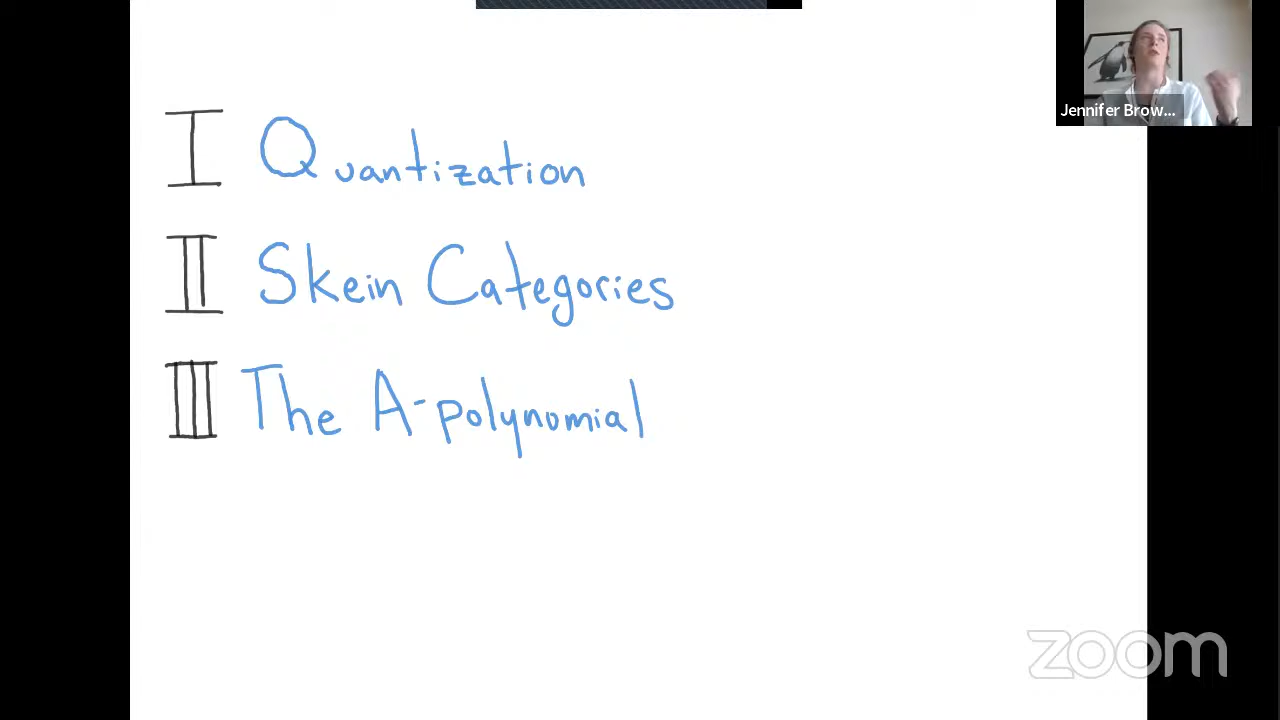 Jennifer Brow...
I Quantization
II Skein Categories
III The A-polynomial
zoom